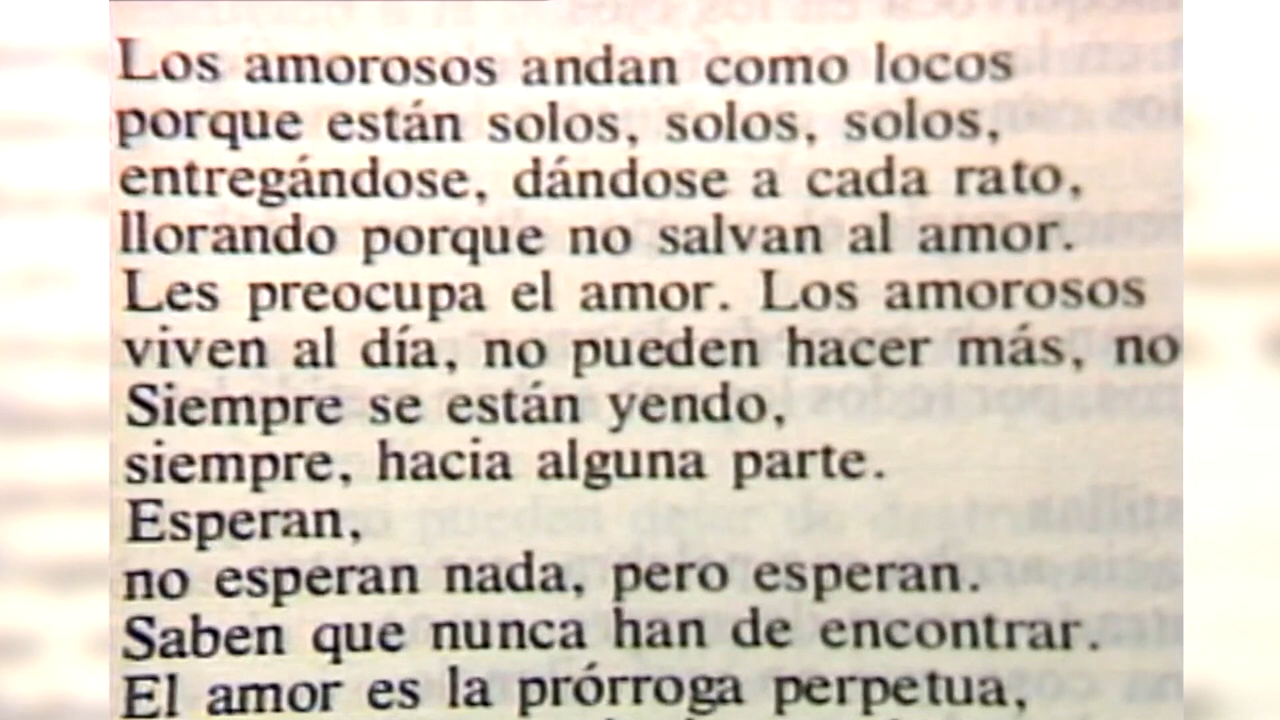 Los amorosos andan como locos
porque están solos, solos, solos,
entregándose, dándose a cada rato,
llorando porque no salvan al amor.
Les preocupa el amor. Los amorosos
viven al día, no pueden hacer más, no
Siempre se están yendo,
siempre, hacia alguna parte.
Esperan,
no esperan nada, pero esperan.
Saben que nunca han de encontrar.
El amor es la prórroga perpetua,